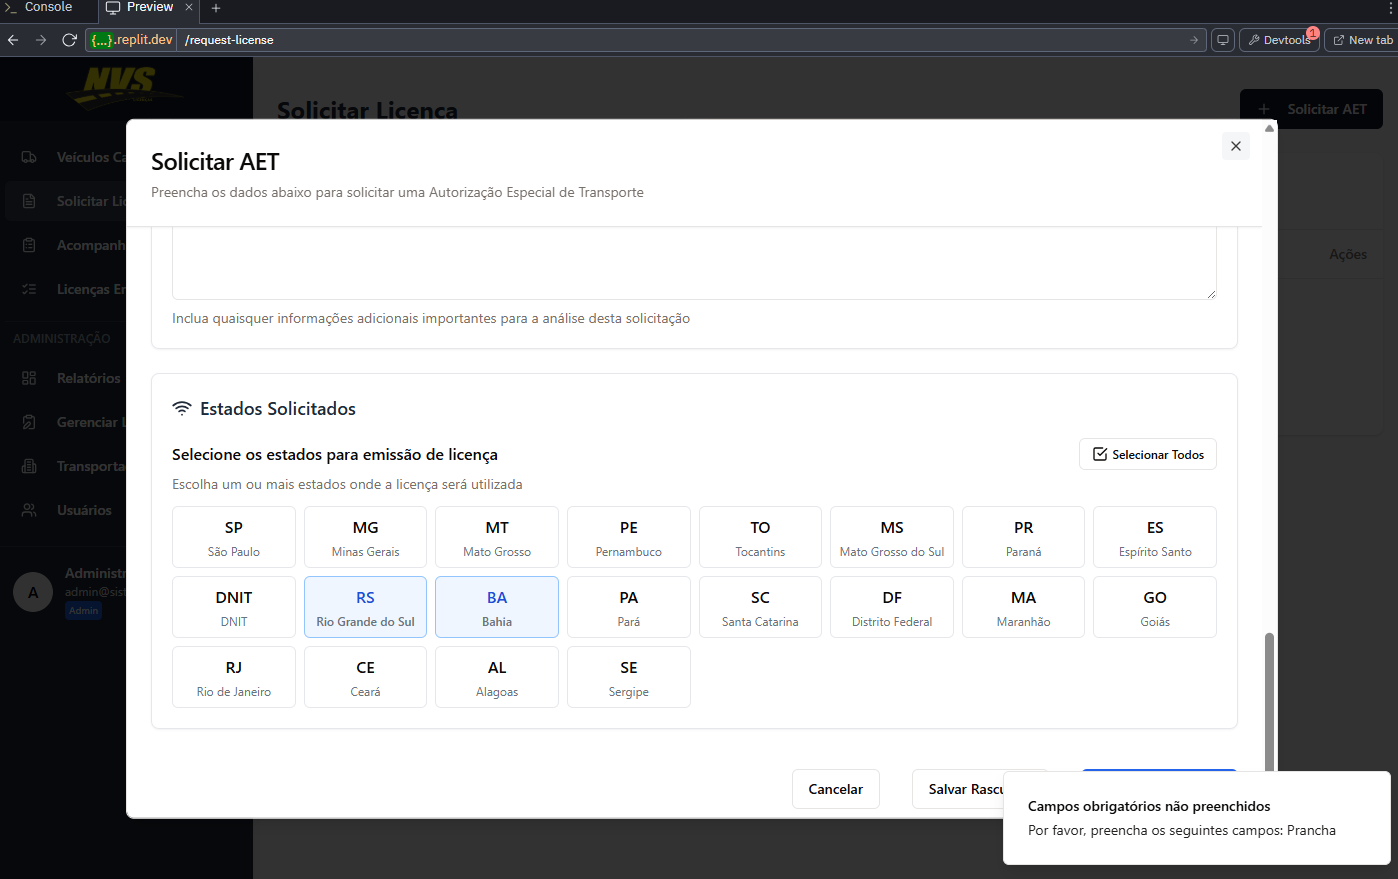 Console
Preview
{...}.replit.dev
/request-license
Devtools
1
New tab
NVS
Solicitar Licença
Solicitar AET
Veículos Ca
Solicitar Lic
Acompanh
Licenças Em
ADMINISTRAÇÃO
Relatórios
Gerenciar L
Transporta
Usuários
A
Administr
admin@sist
Admin
Ações
Solicitar AET
Preencha os dados abaixo para solicitar uma Autorização Especial de Transporte
Inclua quaisquer informações adicionais importantes para a análise desta solicitação
Estados Solicitados
Selecione os estados para emissão de licença
Selecionar Todos
Escolha um ou mais estados onde a licença será utilizada
SP
São Paulo
MG
Minas Gerais
MT
Mato Grosso
PE
Pernambuco
TO
Tocantins
MS
Mato Grosso do Sul
PR
Paraná
ES
Espírito Santo
DNIT
DNIT
RS
Rio Grande do Sul
BA
Bahia
PA
Pará
SC
Santa Catarina
DF
Distrito Federal
MA
Maranhão
GO
Goiás
RJ
Rio de Janeiro
CE
Ceará
AL
Alagoas
SE
Sergipe
Cancelar
Salvar Rascu
Campos obrigatórios não preenchidos
Por favor, preencha os seguintes campos: Prancha